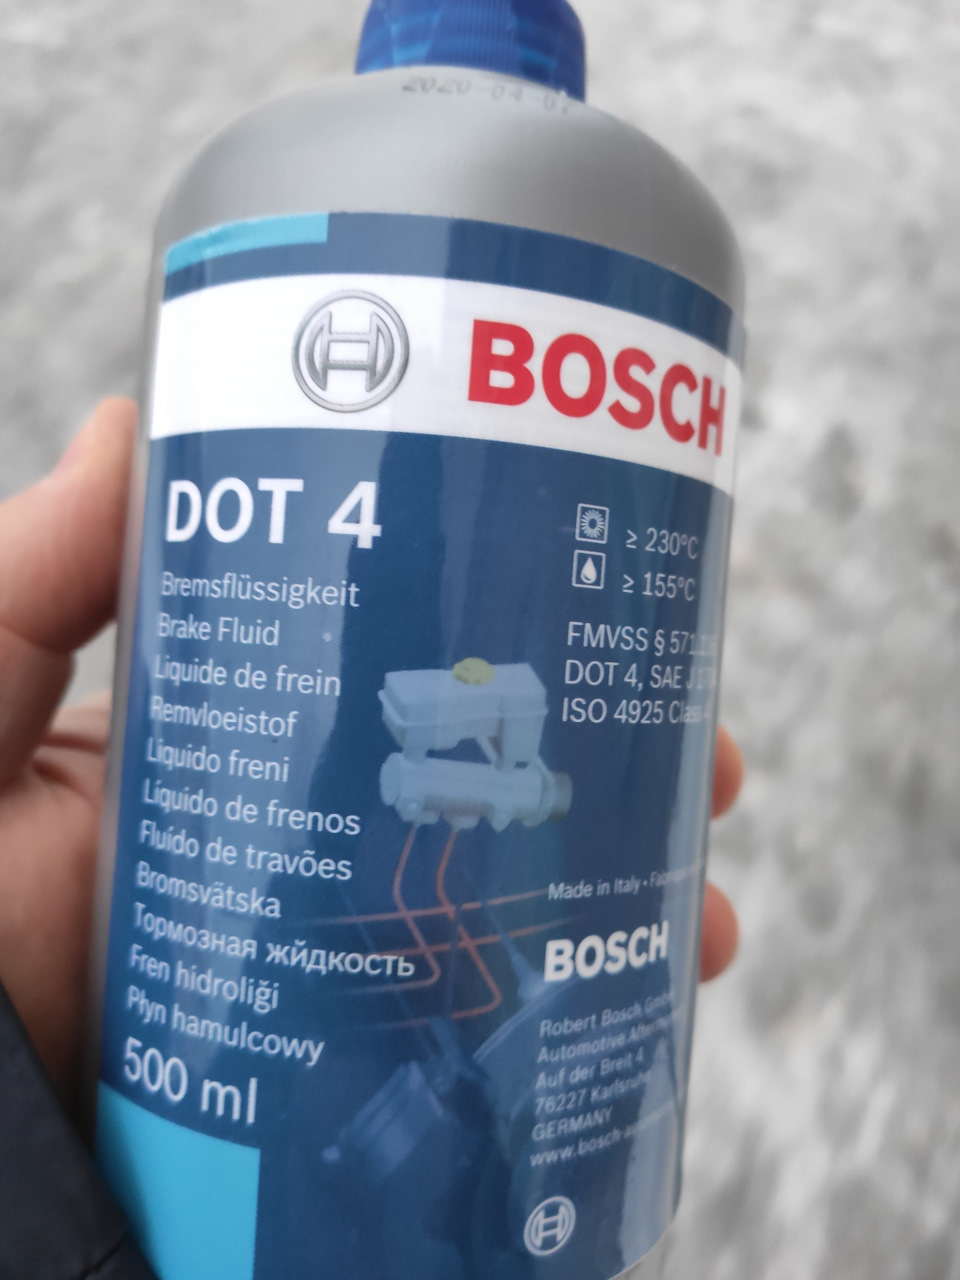 2020-04-07
BOSCH
DOT 4
Bremsflüssigkeit
Brake Fluid
Liquide de frein
Remvloeistof
Liquido freni
Líquido de frenos
Fluído de travões
Bromsvätska
Тормозная жйдкость
Fren hidroliği
Płyn hamulcowy
500 ml
≥ 230°C
≥ 155°C
FMVSS § 571
DOT 4, SAE
ISO 4925 Class
Made in Italy •
BOSCH
Robert Bosch
Automotive
Auf der Breit 4
76227 Karlsruhe
GERMANY